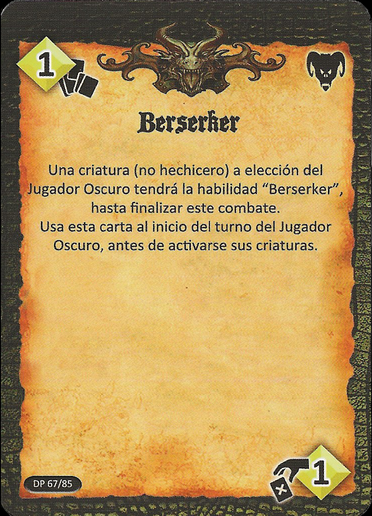 1
Berserker
Una criatura (no hechicero) a elección del
Jugador Oscuro tendrá la habilidad “Berserker”,
hasta finalizar este combate.
Usa esta carta al inicio del turno del Jugador
Oscuro, antes de activarse sus criaturas.
DP 67/85
1